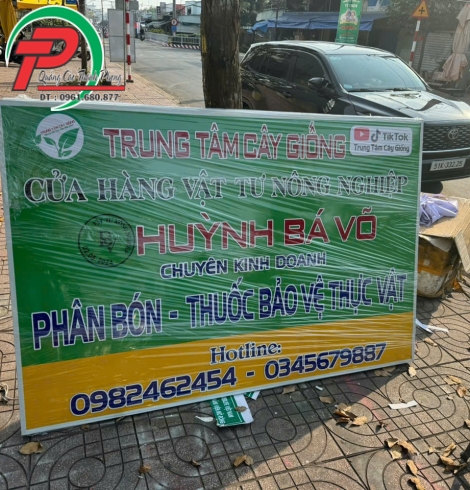 Quảng Cáo Thanh Phong
ĐT: 0961.680.877
TRUNG TÂM CÂY GIỐNG
TikTok
Trung Tâm Cây Giống
CỬA HÀNG VẬT TƯ NÔNG NGHIỆP
HUỲNH BÁ VÕ
CHUYÊN KINH DOANH
PHÂN BÓN - THUỐC BẢO VỆ THỰC VẬT
Hotline:
0982462454 - 0345679887